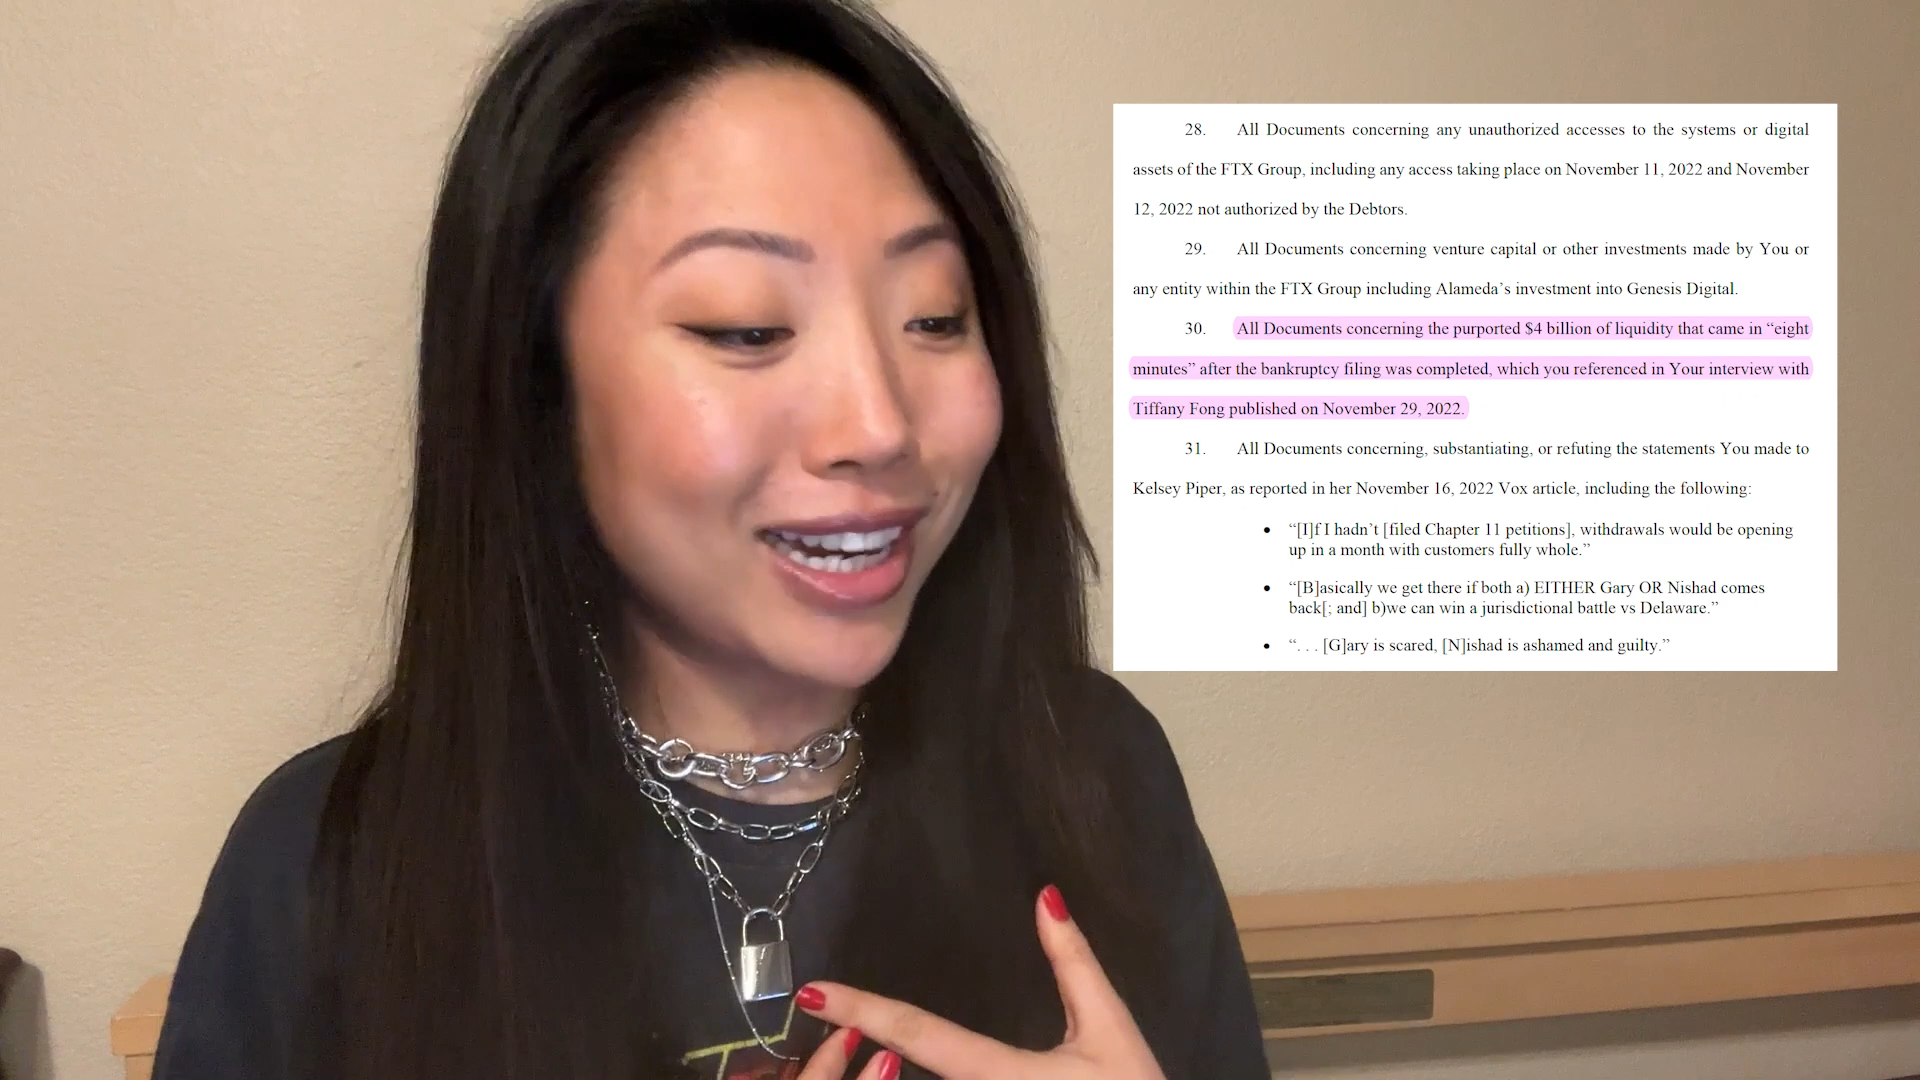 28. All Documents concerning any unauthorized accesses to the systems or digital
assets of the FTX Group, including any access taking place on November 11, 2022 and November
12, 2022 not authorized by the Debtors.
29. All Documents concerning venture capital or other investments made by You or
any entity within the FTX Group including Alameda’s investment into Genesis Digital.
30. All Documents concerning the purported $4 billion of liquidity that came in “eight
minutes” after the bankruptcy filing was completed, which you referenced in Your interview with
Tiffany Fong published on November 29, 2022.
31. All Documents concerning, substantiating, or refuting the statements You made to
Kelsey Piper, as reported in her November 16, 2022 Vox article, including the following:
• “[I]f I hadn’t [filed Chapter 11 petitions], withdrawals would be opening
up in a month with customers fully whole.”
• “[B]asically we get there if both a) EITHER Gary OR Nishad comes
back[; and] b)we can win a jurisdictional battle vs Delaware.”
• “. . . [G]ary is scared, [N]ishad is ashamed and guilty.”